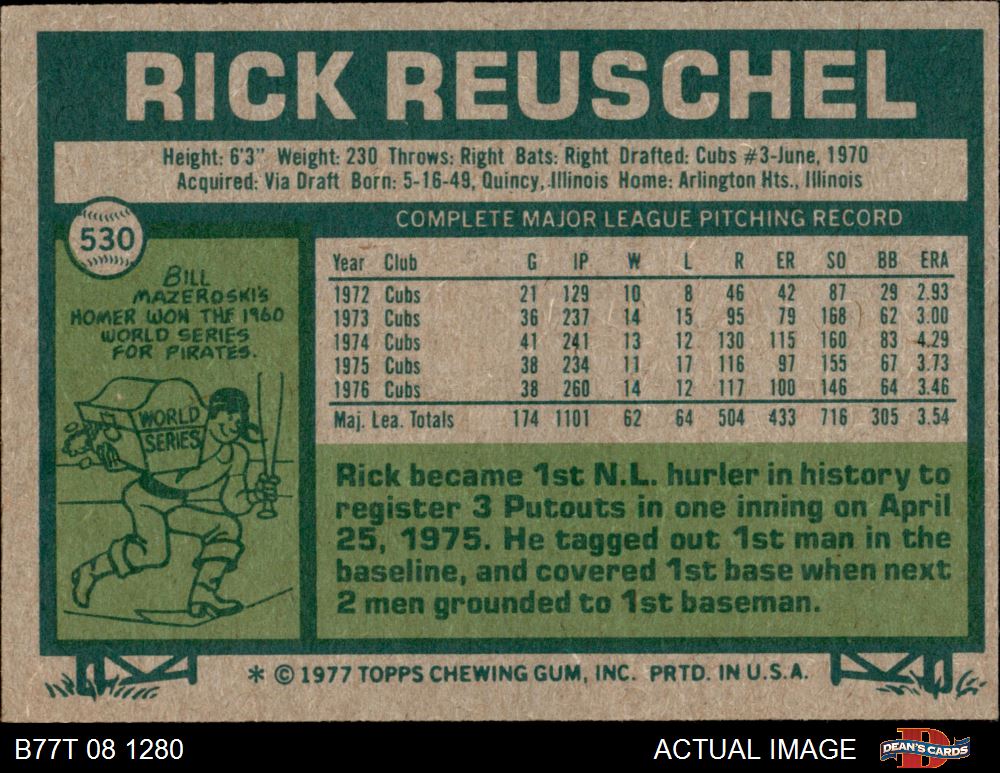 RICK REUSCHEL
Height: 6'3" Weight: 230 Throws: Right Bats: Right Drafted: Cubs #3-June, 1970
Acquired: Via Draft Born: 5-16-49, Quincy, Illinois Home: Arlington Hts., Illinois
530
BILL
MAZEROSKI'S
HOMER WON THE 1960
WORLD SERIES
FOR PIRATES.
WORLD
SERIES
COMPLETE MAJOR LEAGUE PITCHING RECORD
Year Club G IP W L R ER SO BB ERA
1972 Cubs 21 129 10 8 46 42 87 29 2.93
1973 Cubs 36 237 14 15 95 79 168 62 3.00
1974 Cubs 41 241 13 12 130 115 160 83 4.29
1975 Cubs 38 234 11 17 116 97 155 67 3.73
1976 Cubs 38 260 14 12 117 100 146 64 3.46
Maj. Lea. Totals 174 1101 62 64 504 433 716 305 3.54
Rick became 1st N.L. hurler in history to
register 3 Putouts in one inning on April
25, 1975. He tagged out 1st man in the
baseline, and covered 1st base when next
2 men grounded to 1st baseman.
* © 1977 TOPPS CHEWING GUM, INC. PRTD. IN U.S.A.
B77T 08 1280
ACTUAL IMAGE
DEAN'S CARDS